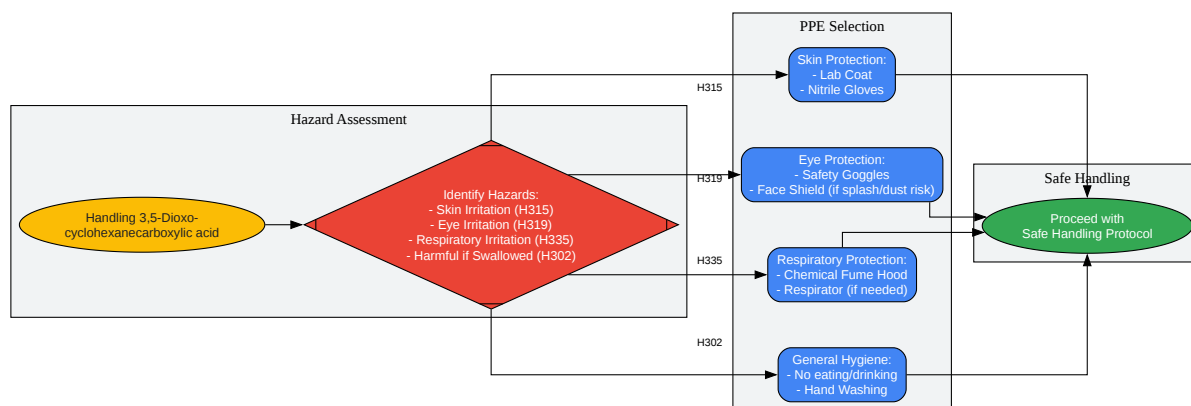 PPE Selection
Skin Protection:
- Lab Coat
- Nitrile Gloves
H315
Hazard Assessment
Eye Protection:
- Safety Goggles
- Face Shield (if splash/dust risk)
H319
Safe Handling
Identify Hazards:
- Skin Irritation (H315)
- Eye Irritation (H319)
- Respiratory Irritation (H335)
- Harmful if Swallowed (H302)
Handling 3,5-Dioxo-
cyclohexanecarboxylic acid
Proceed with
Safe Handling Protocol
H335
Respiratory Protection:
- Chemical Fume Hood
- Respirator (if needed)
H302
General Hygiene:
- No eating/drinking
- Hand Washing